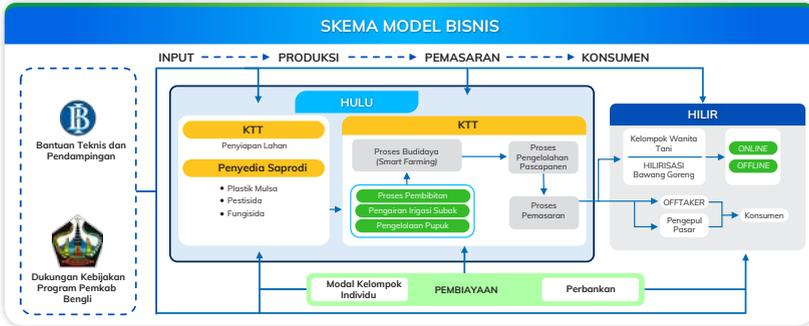 SKEMA MODEL BISNIS
INPUT
PRODUKSI
PEMASARAN
KONSUMEN
Bantuan Teknis dan
Pendampingan
Dukungan Kebijakan
Program Pemkab
Bengli
HULU
KTT
Penyiapan Lahan
Penyedia Saprodi
• Plastik Mulsa
• Pestisida
• Fungisida
KTT
Proses Budidaya
(Smart Farming)
Proses Pembibitan
Pengairan Irigasi Subak
Pengelolaan Pupuk
Proses
Pengelolahan
Pascapanen
Proses
Pemasaran
HILIR
Kelempok Wanita
Tani
HILIRISASI
Bawang Goreng
ONLINE
OFFLINE
OFFTAKER
Pengepul
Pasar
Konsumen
Modal Kelompok
Individu
PEMBIAYAAN
Perbankan